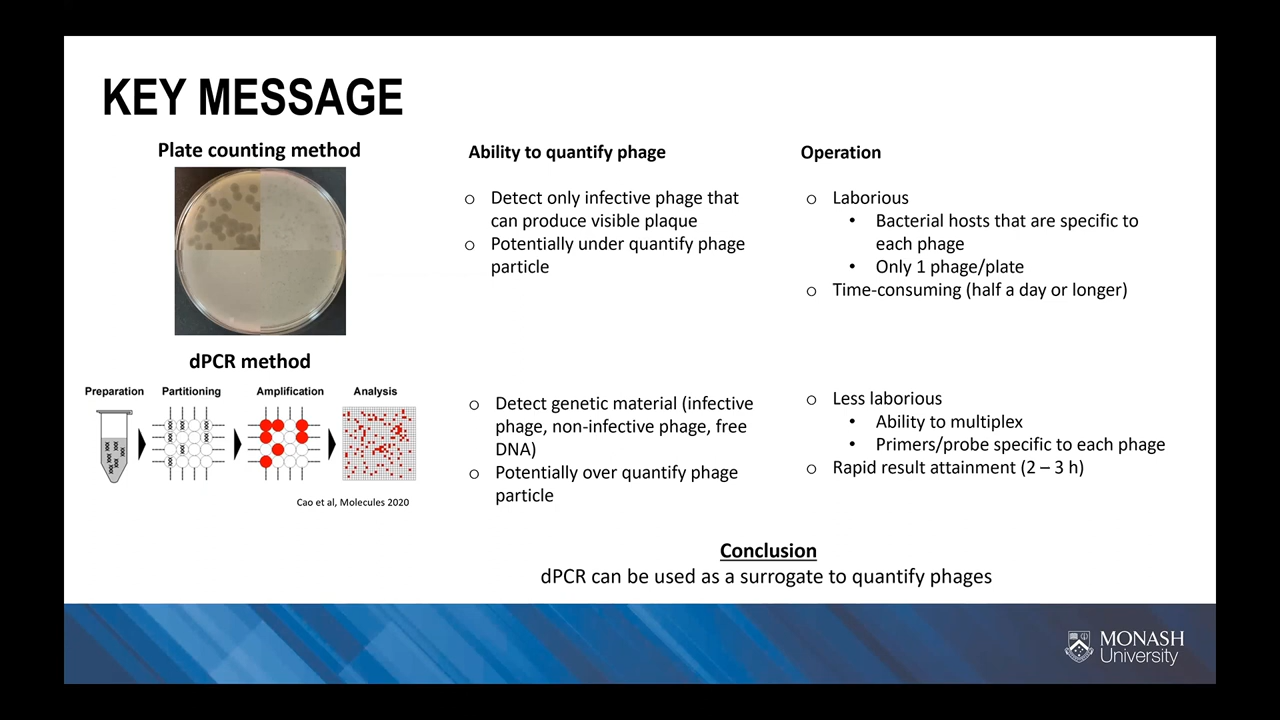 KEY MESSAGE
Plate counting method
Ability to quantify phage
Operation
o Detect only infective phage that
can produce visible plaque
o Potentially under quantify phage
particle
o Laborious
• Bacterial hosts that are specific to
each phage
• Only 1 phage/plate
o Time-consuming (half a day or longer)
dPCR method
Preparation
Partitioning
Amplification
Analysis
Cao et al, Molecules 2020
o Detect genetic material (infective
phage, non-infective phage, free
DNA)
o Potentially over quantify phage
particle
o Less laborious
• Ability to multiplex
• Primers/probe specific to each phage
o Rapid result attainment (2 – 3 h)
Conclusion
dPCR can be used as a surrogate to quantify phages
MONASH
University